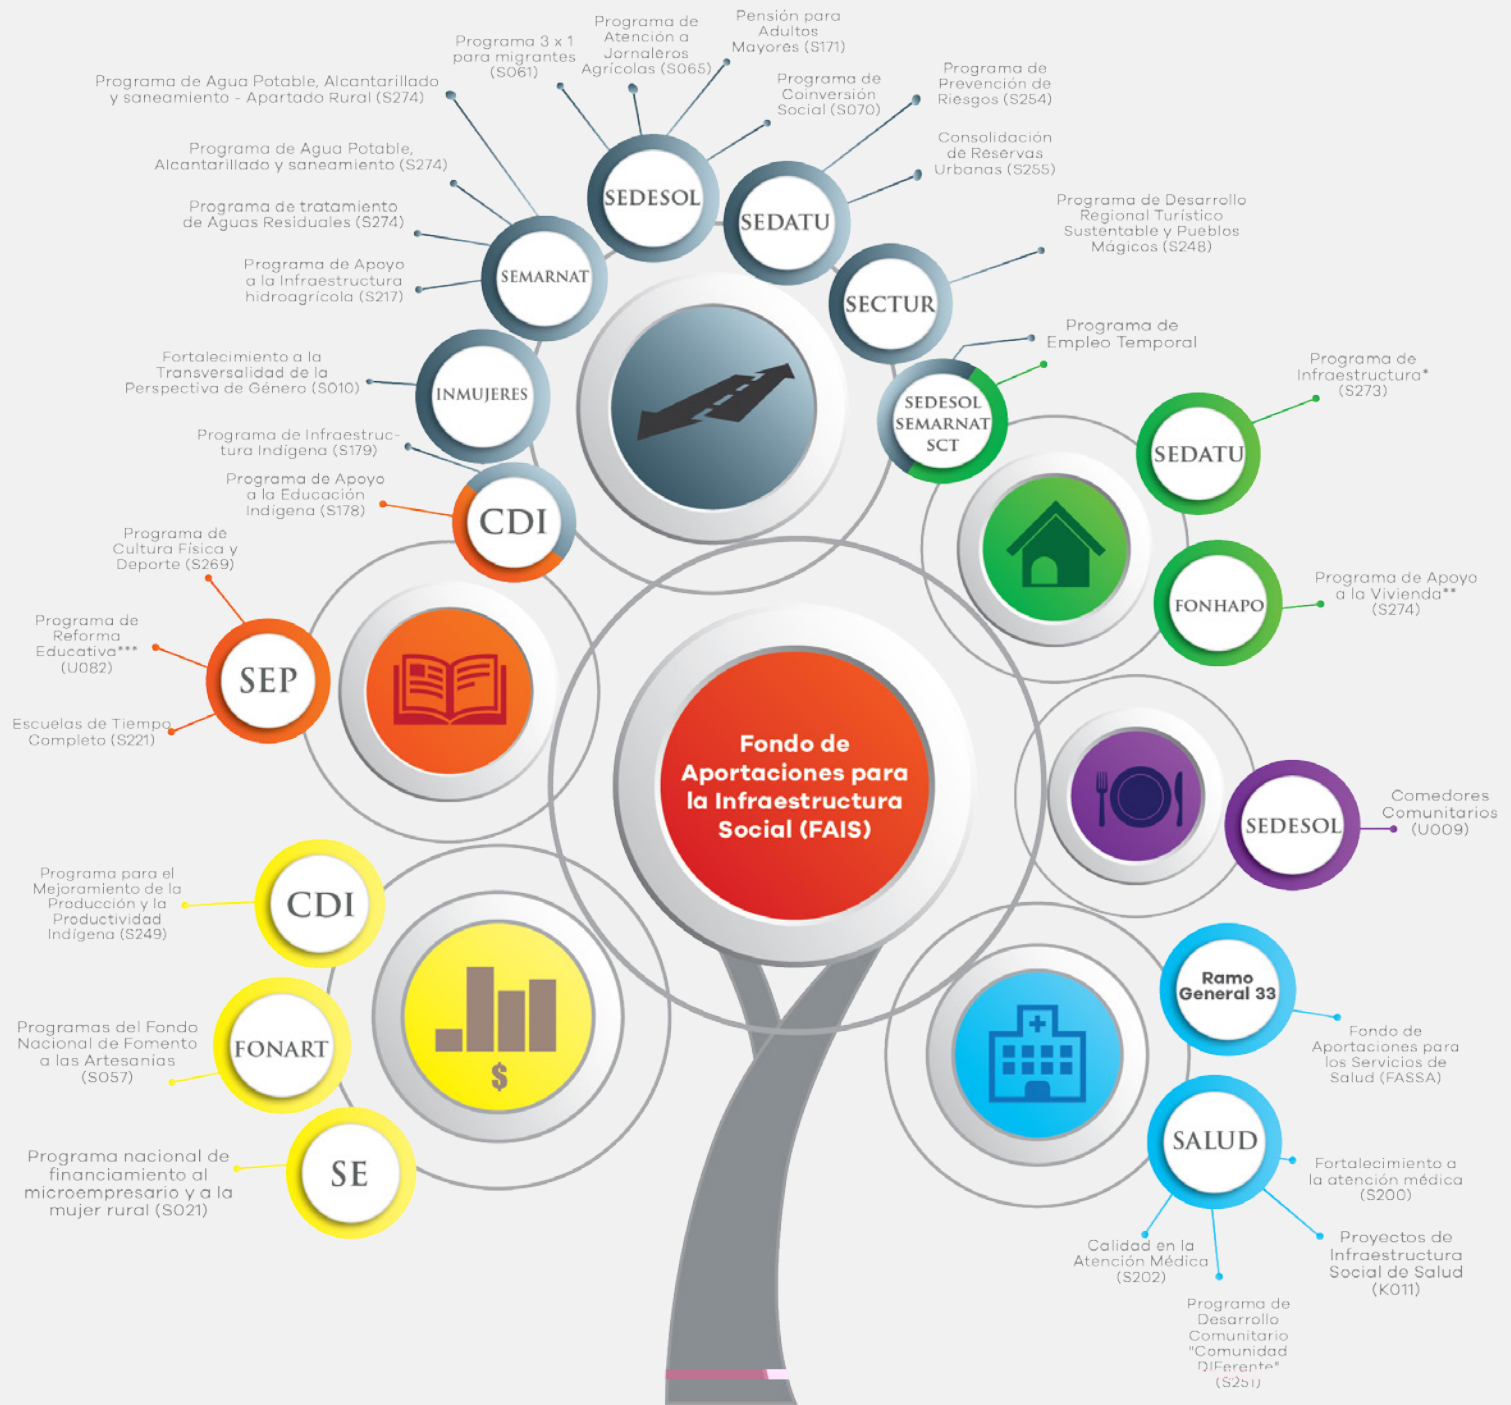 Programa 3 x 1
para migrantes
(S061)
Programa de
Atención a
Jornaleros
Agrícolas (S065)
Pensión para
Adultos
Mayores (S171)
Programa de
Coinversión
Social (S070)
Programa de
Prevención de
Riesgos (S254)
Consolidación
de Reservas
Urbanas (S255)
Programa de Desarrollo
Regional Turístico
Sustentable y Pueblos
Mágicos (S248)
Programa de
Empleo Temporal
Programa de Agua Potable, Alcantarillado
y saneamiento - Apartado Rural (S274)
Programa de Agua Potable,
Alcantarillado y saneamiento (S274)
Programa de tratamiento
de Aguas Residuales (S274)
Programa de Apoyo
a la Infraestructura
hidroagrícola (S217)
Fortalecimiento a la
Transversalidad de la
Perspectiva de Género (S010)
Programa de Infraestruc-
tura Indígena (S179)
Programa de Apoyo
a la Educación
Indígena (S178)
SEDESOL
SEDATU
SEMARNAT
SECTUR
INMUJERES
SEDESOL
SEMARNAT
SCT
CDI
Programa de
Infraestructura*
(S273)
SEDATU
FONHAPO
Programa de Apoyo
a la Vivienda**
(S274)
Programa de
Cultura Física y
Deporte (S269)
Programa de
Reforma
Educativa***
(U082)
Escuelas de Tiempo
Completo (S221)
SEP
Fondo de
Aportaciones para
la Infraestructura
Social (FAIS)
SEDESOL
Comedores
Comunitarios
(U009)
Programa para el
Mejoramiento de la
Producción y la
Productividad
Indígena (S249)
CDI
Programas del Fondo
Nacional de Fomento
a las Artesanías
(S057)
FONART
$
Programa nacional de
financiamiento al
microempresario y a la
mujer rural (S021)
SE
Ramo
General 33
Fondo de
Aportaciones para
los Servicios de
Salud (FASSA)
SALUD
Fortalecimiento a
la atención médica
(S200)
Calidad en la
Atención Médica
(S202)
Proyectos de
Infraestructura
Social de Salud
(K011)
Programa de
Desarrollo
Comunitario
"Comunidad
DIFerente"
(S251)